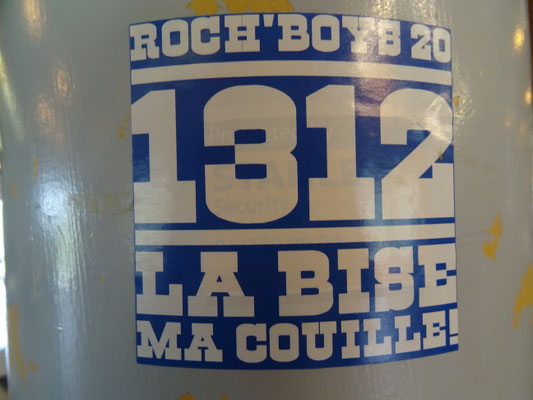 ROCH'BOYS 20
1312
LA BISE
MA COUILLE!